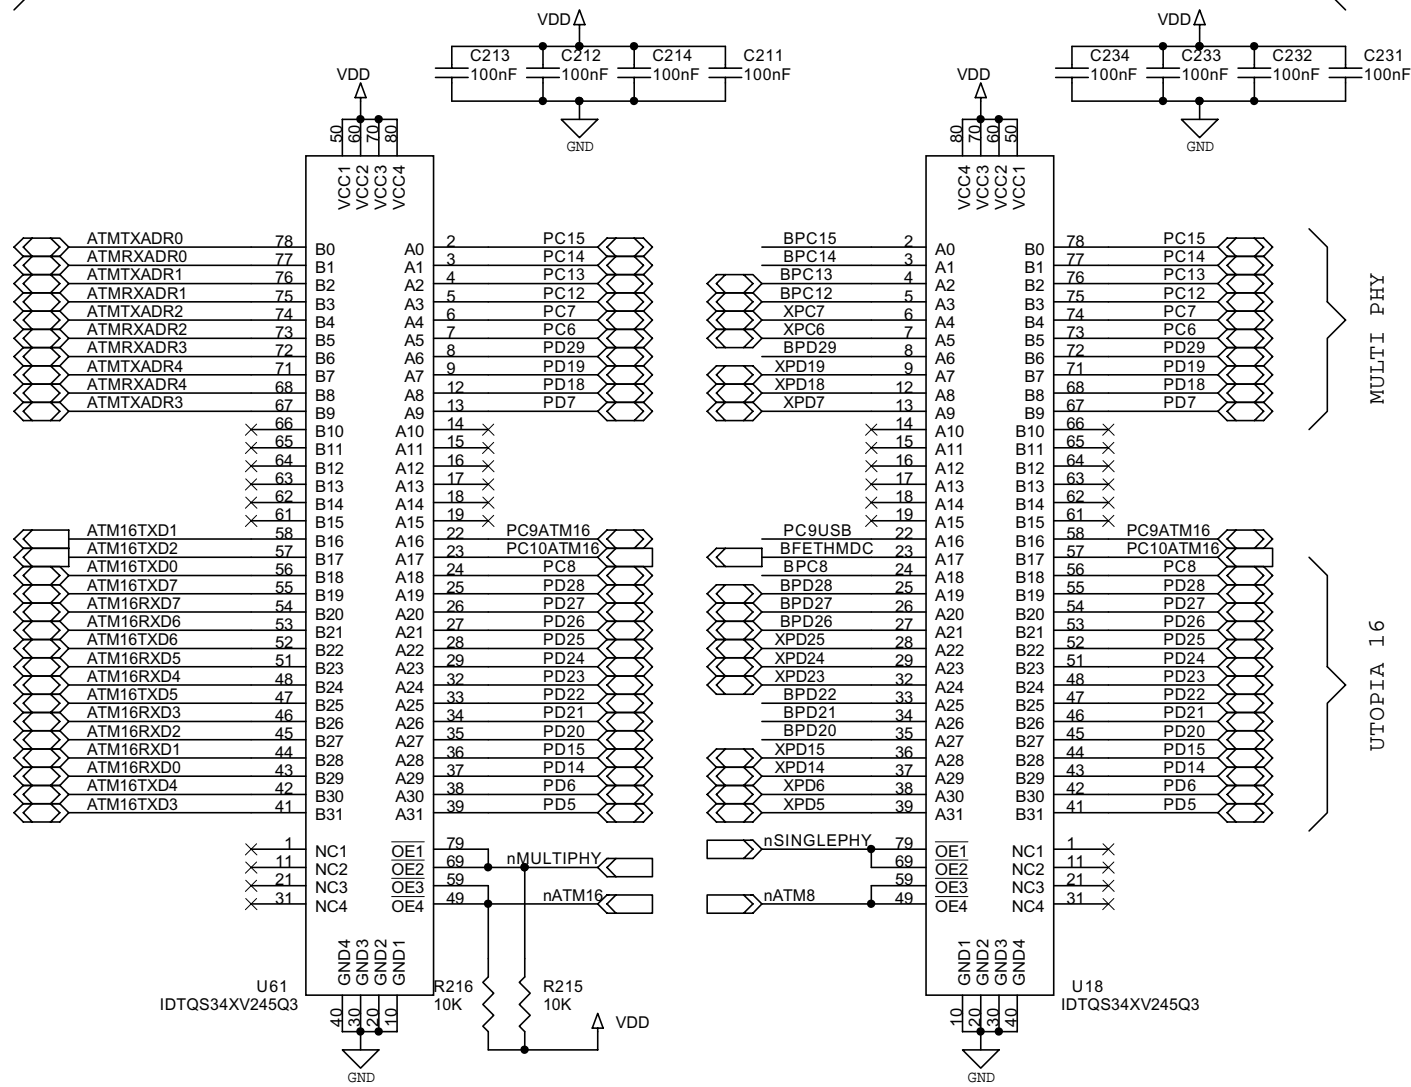 VDD VDD
C213 C212 C214 C211 C234 C233 C232 C231
100nF 100nF 100nF 100nF 100nF 100nF 100nF 100nF
VDD VDD
GND GND
50 60 70 80 80 70 60 50
VCC1 VCC2 VCC3 VCC4 VCC4 VCC3 VCC2 VCC1
ATMTXADR0 78 B0 A0 2 PC15 BPC15 2 A0 B0 78 PC15
ATMRXADR0 77 B1 A1 3 PC14 BPC14 3 A1 B1 77 PC14
ATMTXADR1 76 B2 A2 4 PC13 BPC13 4 A2 B2 76 PC13
ATMRXADR1 75 B3 A3 5 PC12 BPC12 5 A3 B3 75 PC12
ATMTXADR2 74 B4 A4 6 PC7 XPC7 6 A4 B4 74 PC7
ATMRXADR2 73 B5 A5 7 PC6 XPC6 7 A5 B5 73 PC6
ATMRXADR3 72 B6 A6 8 PD29 BPD29 8 A6 B6 72 PD29
ATMTXADR4 71 B7 A7 9 PD19 XPD19 9 A7 B7 71 PD19
ATMRXADR4 68 B8 A8 12 PD18 XPD18 12 A8 B8 68 PD18
ATMTXADR3 67 B9 A9 13 PD7 XPD7 13 A9 B9 67 PD7
MULTI PHY
66 B10 A10 14 14 A10 B10 66
65 B11 A11 15 15 A11 B11 65
64 B12 A12 16 16 A12 B12 64
63 B13 A13 17 17 A13 B13 63
62 B14 A14 18 18 A14 B14 62
61 B15 A15 19 19 A15 B15 61
ATM16TXD1 58 B16 A16 22 PC9ATM16 PC9USB 22 A16 B16 58 PC9ATM16
ATM16TXD2 57 B17 A17 23 PC10ATM16 BFETHMDC 23 A17 B17 57 PC10ATM16
ATM16TXD0 56 B18 A18 24 PC8 BPC8 24 A18 B18 56 PC8
ATM16TXD7 55 B19 A19 25 PD28 BPD28 25 A19 B19 55 PD28
ATM16RXD7 54 B20 A20 26 PD27 BPD27 26 A20 B20 54 PD27
ATM16RXD6 53 B21 A21 27 PD26 BPD26 27 A21 B21 53 PD26
ATM16TXD6 52 B22 A22 28 PD25 XPD25 28 A22 B22 52 PD25
ATM16RXD5 51 B23 A23 29 PD24 XPD24 29 A23 B23 51 PD24
ATM16RXD4 48 B24 A24 32 PD23 XPD23 32 A24 B24 48 PD23
ATM16TXD5 47 B25 A25 33 PD22 BPD22 33 A25 B25 47 PD22
ATM16RXD3 46 B26 A26 34 PD21 BPD21 34 A26 B26 46 PD21
ATM16RXD2 45 B27 A27 35 PD20 BPD20 35 A27 B27 45 PD20
ATM16RXD1 44 B28 A28 36 PD15 XPD15 36 A28 B28 44 PD15
ATM16RXD0 43 B29 A29 37 PD14 XPD14 37 A29 B29 43 PD14
ATM16TXD4 42 B30 A30 38 PD6 XPD6 38 A30 B30 42 PD6
ATM16TXD3 41 B31 A31 39 PD5 XPD5 39 A31 B31 41 PD5
UTOPIA 16
1 NC1 OE1 79 nSINGLEPHY 79 OE1 NC1 1
11 NC2 OE2 69 nMULTIPHY 69 OE2 NC2 11
21 NC3 OE3 59 59 OE3 NC3 21
31 NC4 OE4 49 nATM16 nATM8 49 OE4 NC4 31
GND4 GND3 GND2 GND1 GND1 GND2 GND3 GND4
U61 R216 R215 U18
IDTQS34XV245Q3 10K 10K IDTQS34XV245Q3
40 30 20 10 VDD 10 20 30 40
GND GND